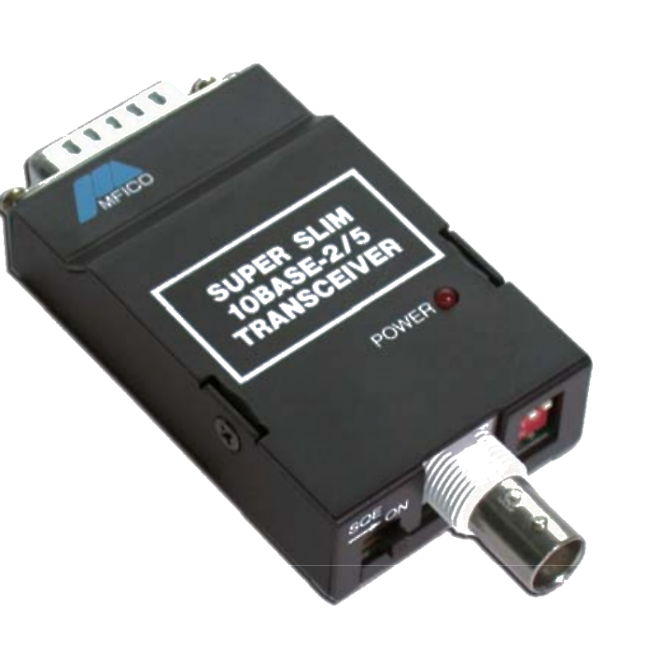 MFICO
SUPER SLIM
10BASE-2/5
TRANSCEIVER
POWER
SQE ON